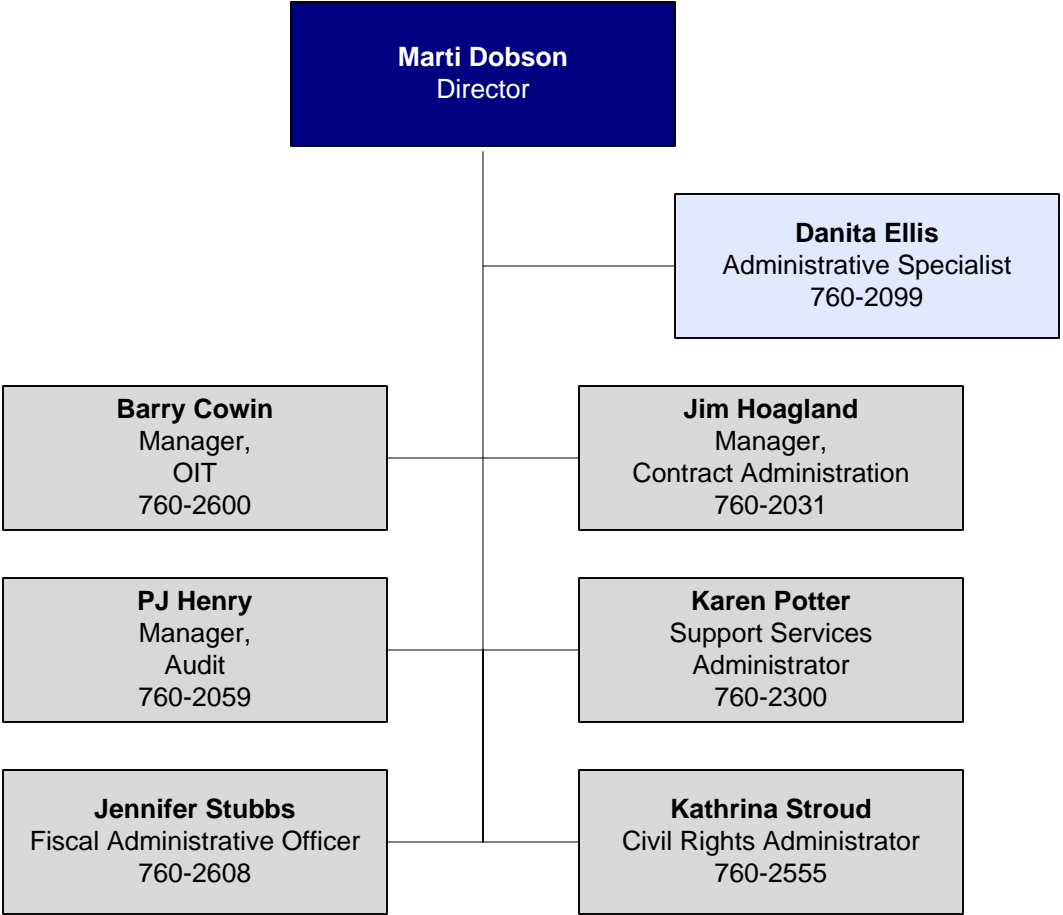 Marti Dobson
Director
Danita Ellis
Administrative Specialist
760-2099
Barry Cowin
Manager,
OIT
760-2600
Jim Hoagland
Manager,
Contract Administration
760-2031
PJ Henry
Manager,
Audit
760-2059
Karen Potter
Support Services
Administrator
760-2300
Jennifer Stubbs
Fiscal Administrative Officer
760-2608
Kathrina Stroud
Civil Rights Administrator
760-2555